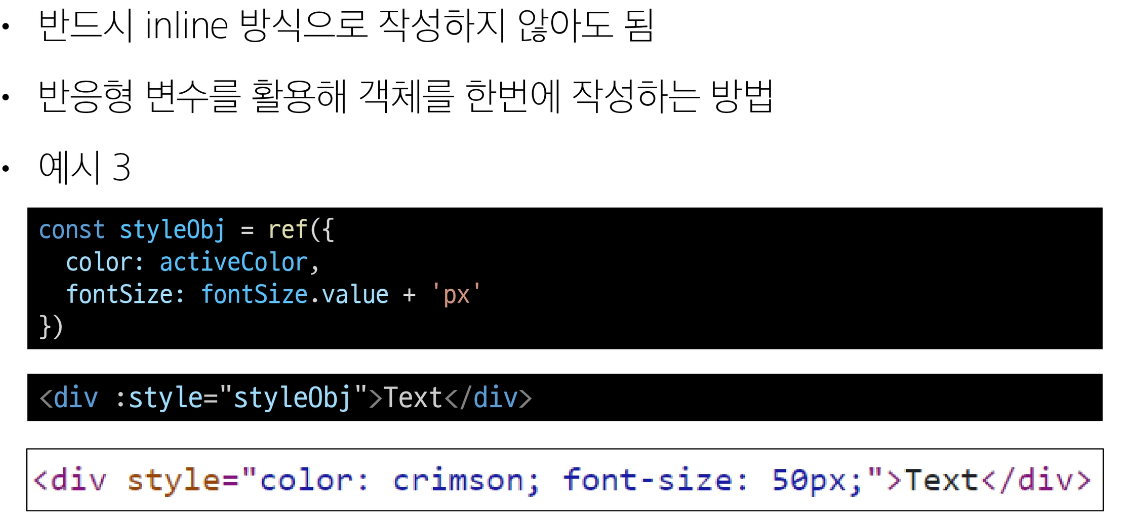 • 반드시 inline 방식으로 작성하지 않아도 됨
• 반응형 변수를 활용해 객체를 한번에 작성하는 방법
• 예시 3
const styleObj = ref({
  color: activeColor,
  fontSize: fontSize.value + 'px'
})
<div :style="styleObj">Text</div>
<div style="color: crimson; font-size: 50px;">Text</div>